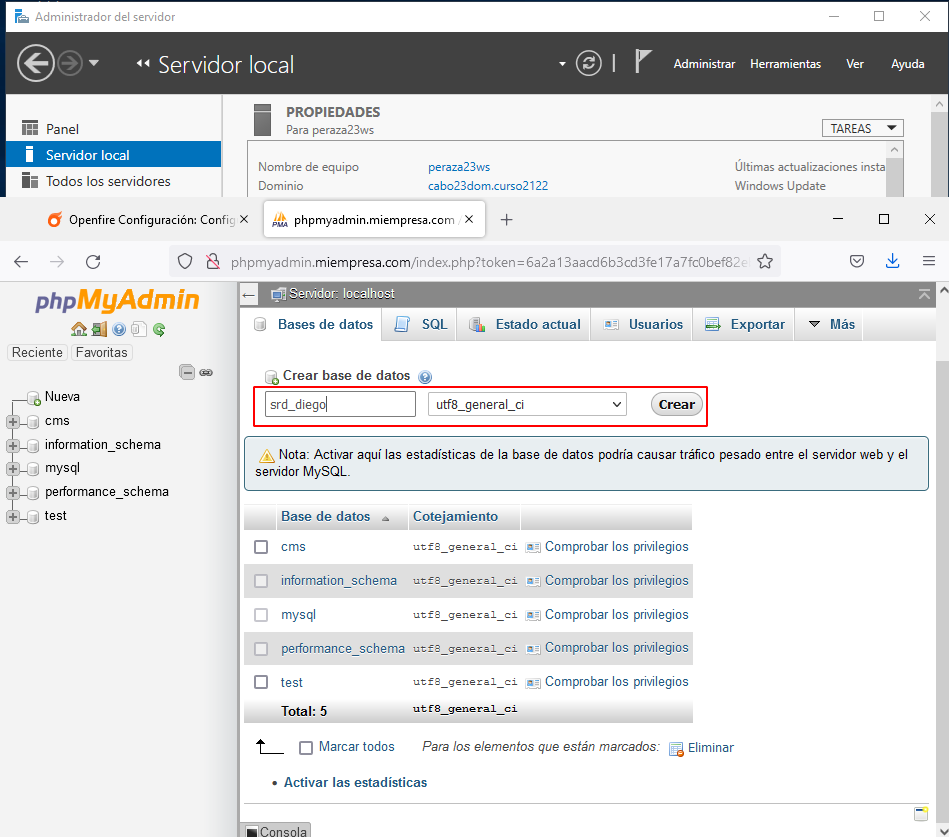 Administrador del servidor
Servidor local
Administrar Herramientas Ver Ayuda
Panel
Servidor local
Todos los servidores
PROPIEDADES
Para peraza23ws
TAREAS
Nombre de equipo peraza23ws Últimas actualizaciones insta
Dominio cabo23dom.curso2122 Windows Update
Openfire Configuración: Config
phpmyadmin.miempresa.com /
phpmyadmin.miempresa.com/index.php?token=6a2a13aacd6b3cd3fe17a7fc0bef82e
phpMyAdmin
Reciente Favoritas
Nueva
cms
information_schema
mysql
performance_schema
test
Servidor: localhost
Bases de datos SQL Estado actual Usuarios Exportar Más
Crear base de datos
srd_diego utf8_general_ci Crear
Nota: Activar aquí las estadísticas de la base de datos podría causar tráfico pesado entre el servidor web y el
servidor MySQL.
Base de datos Cotejamiento
cms utf8_general_ci Comprobar los privilegios
information_schema utf8_general_ci Comprobar los privilegios
mysql utf8_general_ci Comprobar los privilegios
performance_schema utf8_general_ci Comprobar los privilegios
test utf8_general_ci Comprobar los privilegios
Total: 5 utf8_general_ci
Marcar todos Para los elementos que están marcados: Eliminar
Activar las estadísticas
Consola